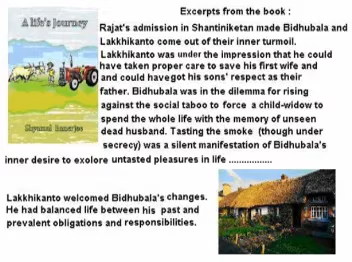 A life's Journey
Shyamal Banerjee
Excerpts from the book :
Rajat's admission in Shantiniketan made Bidhubala and
Lakkhikanto come out of their inner turmoil.
Lakkhikanto was under the impression that he could
have taken proper care to save his first wife and
and could have got his sons' respect as their
father. Bidhubala was in the dilemma for rising
against the social taboo to force a child-widow to
spend the whole life with the memory of unseen
dead husband. Tasting the smoke (though under
secrecy) was a silent manifestation of Bidhubala's
inner desire to exolore untasted pleasures in life .................
Lakkhikanto welcomed Bidhubala's changes.
He had balanced life between his past and
prevalent obligations and responsibilities.